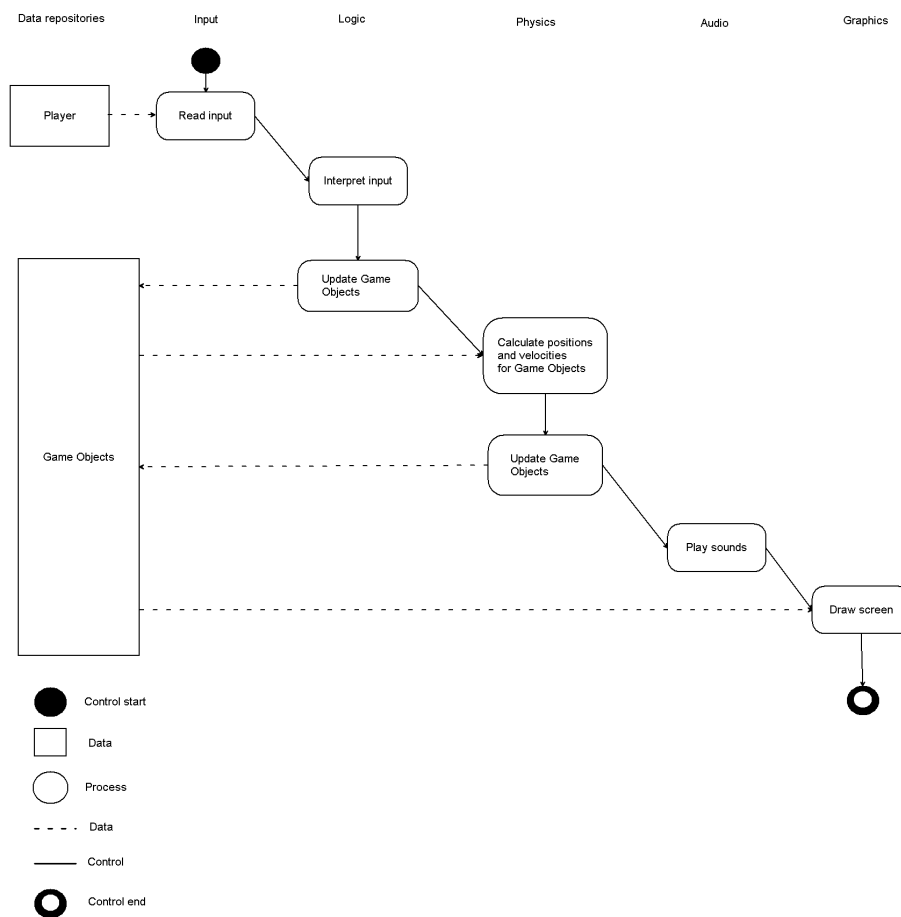 Data repositories
Input
Logic
Physics
Audio
Graphics
Player
Read input
Interpret input
Update Game
Objects
Calculate positions
and velocities
for Game Objects
Game Objects
Update Game
Objects
Play sounds
Draw screen
Control start
Data
Process
Data
Control
Control end